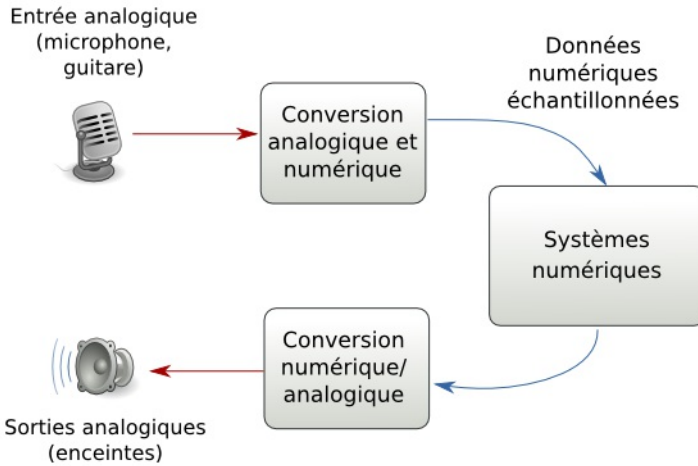 Entrée analogique
(microphone,
guitare)
Conversion
analogique et
numérique
Données
numériques
échantillonnées
Systèmes
numériques
Conversion
numérique/
analogique
Sorties analogiques
(enceintes)